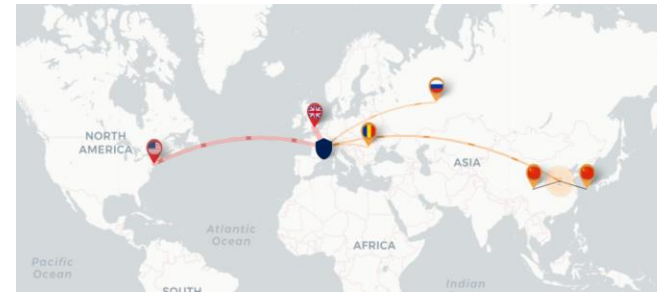 NORTH
AMERICA
ASIA
Atlantic
Ocean
AFRICA
Pacific
Ocean
Indian
SOUTH